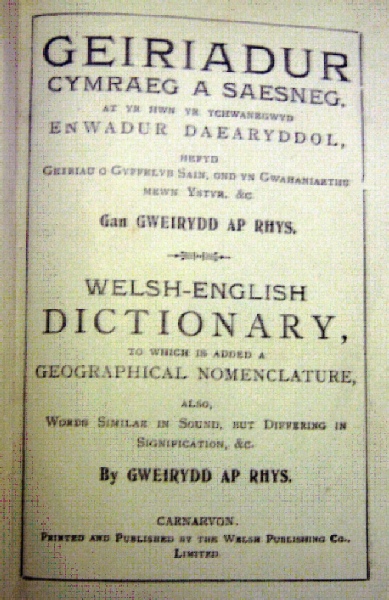 GEIRIADUR
CYMRAEG A SAESNEG,
AT YR HWN YR YCHWANEGWYD
ENWADUR DAEARYDDOL,
HEFYD
GEIRIAU O GYFFELYB SAIN, OND YN GWAHANIAETHU
MEWN YSTYR, &C.
Gan GWEIRYDD AP RHYS.
WELSH-ENGLISH
DICTIONARY,
TO WHICH IS ADDED A
GEOGRAPHICAL NOMENCLATURE,
ALSO,
WORDS SIMILAR IN SOUND, BUT DIFFERING IN
SIGNIFICATION, &C.
By GWEIRYDD AP RHYS.
CARNARVON.
PRINTED AND PUBLISHED BY THE WELSH PUBLISHING CO.,
LIMITED